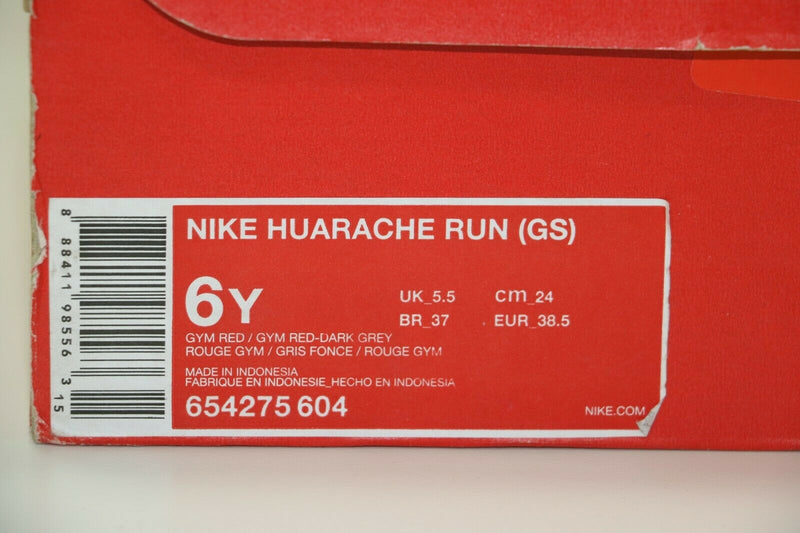 8 88411 98556 3 15
NIKE HUARACHE RUN (GS)
6Y
UK_5.5 cm_24
BR_37 EUR_38.5
GYM RED / GYM RED-DARK GREY
ROUGE GYM / GRIS FONCE / ROUGE GYM
MADE IN INDONESIA
FABRIQUE EN INDONESIE_HECHO EN INDONESIA
654275 604
NIKE.COM